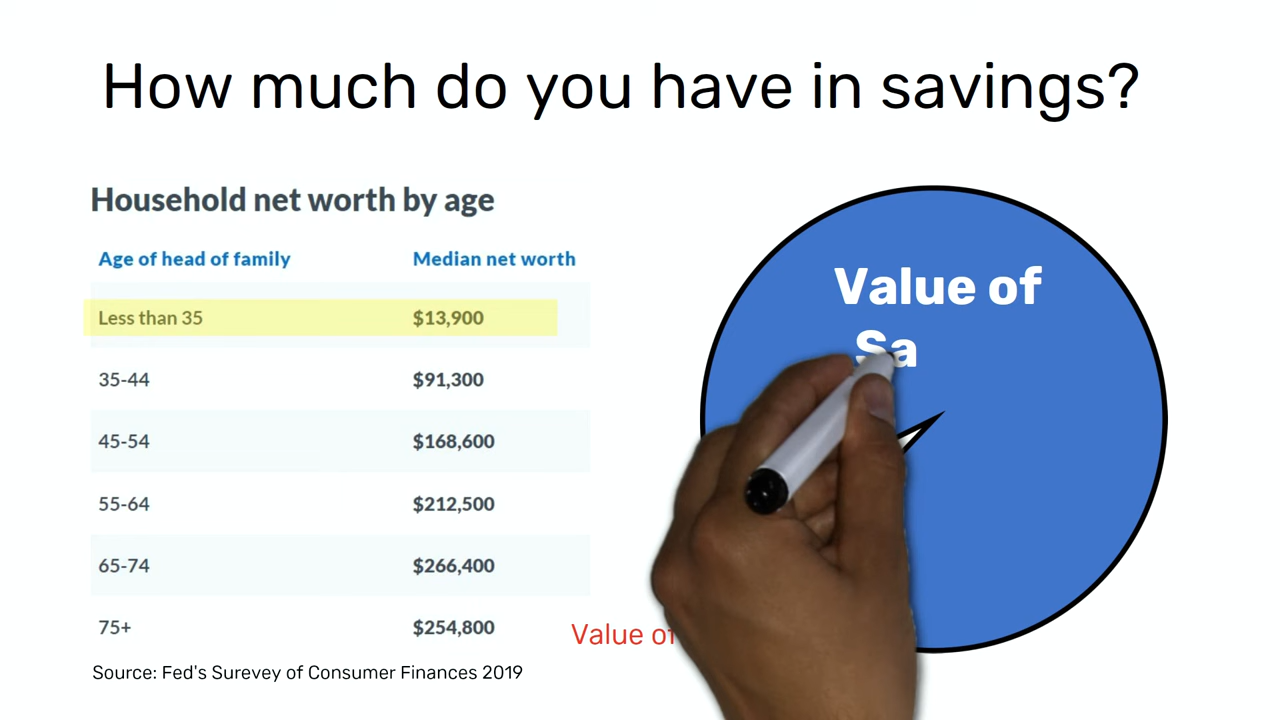 How much do you have in savings?
Household net worth by age
Age of head of family Median net worth
Less than 35 $13,900
35-44 $91,300
45-54 $168,600
55-64 $212,500
65-74 $266,400
75+ $254,800
Source: Fed's Surevey of Consumer Finances 2019
Value of
Sa
Value of